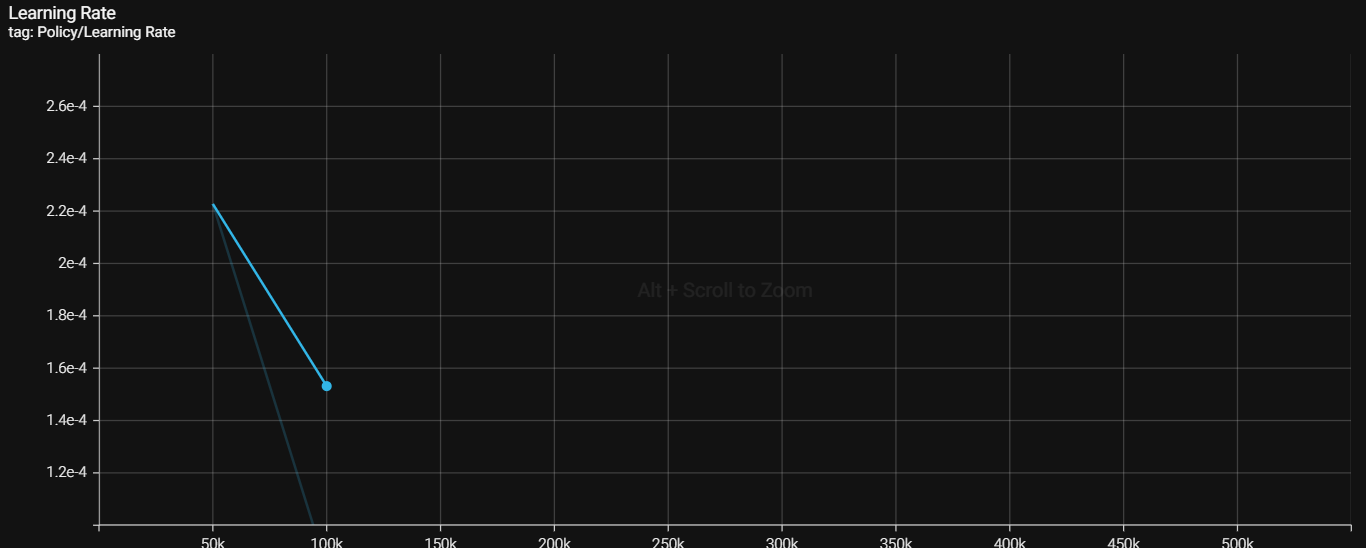 Learning Rate
tag: Policy/Learning Rate
2.6e-4
2.4e-4
2.2e-4
2e-4
Alt + Scroll to Zoom
1.8e-4
1.6e-4
1.4e-4
1.2e-4
50k 100k 150k 200k 250k 300k 350k 400k 450k 500k